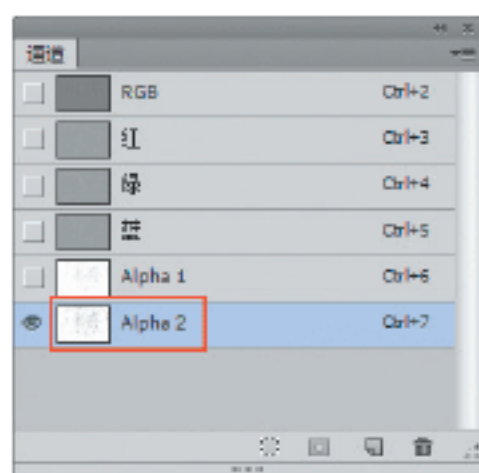 通道
RGB Ctrl+2
红 Ctrl+3
绿 Ctrl+4
蓝 Ctrl+5
Alpha 1 Ctrl+6
Alpha 2 Ctrl+7